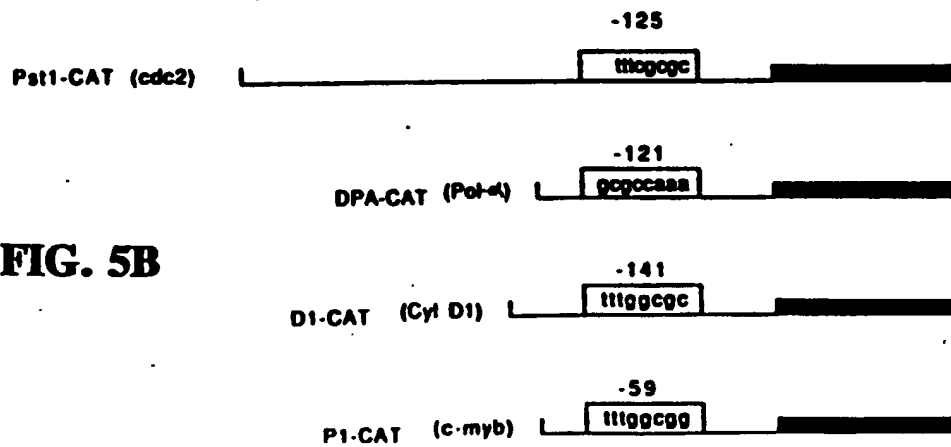 -125
Pst1-CAT (cdc2) tttcgcgc
-121
DPA-CAT (Pol-α) gcgccaaa
FIG. 5B
-141
D1-CAT (Cyl D1) tttggcgc
-59
P1-CAT (c-myb) tttggcgg